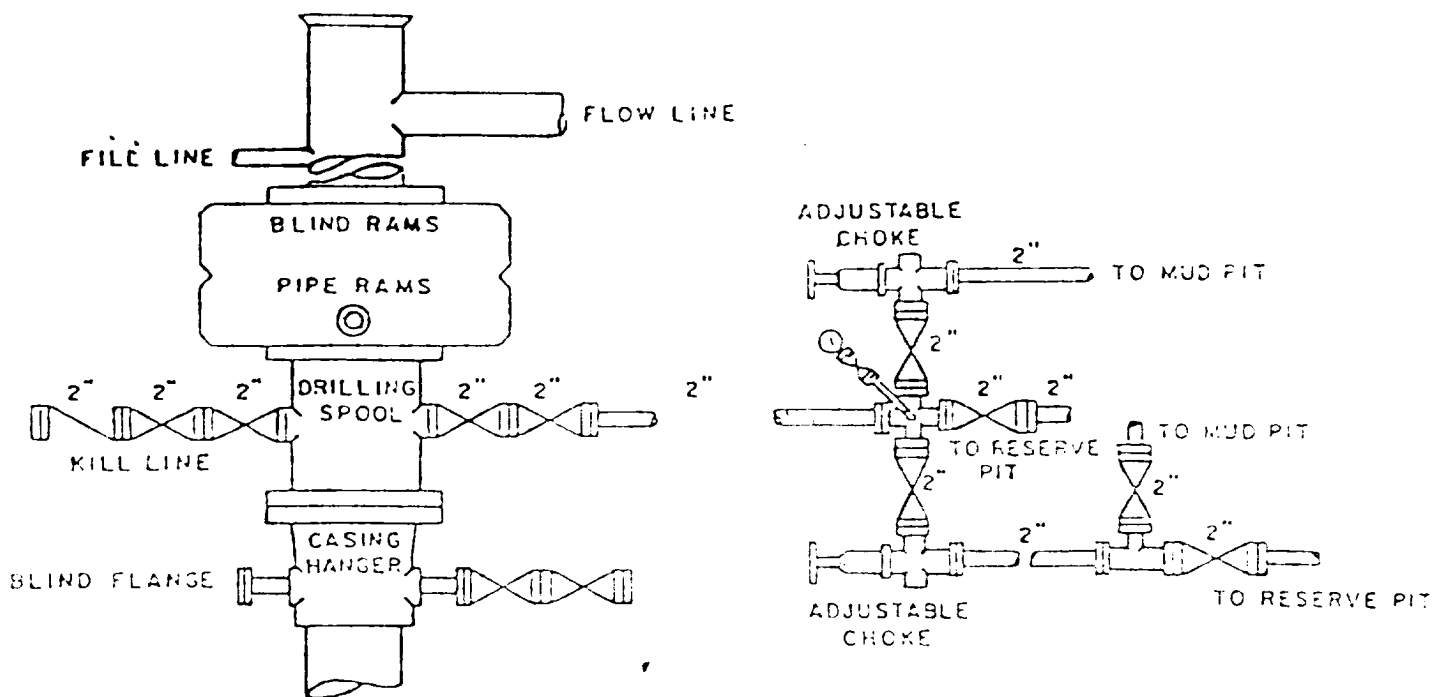 FLOW LINE
FILL LINE
BLIND RAMS
PIPE RAMS
2" 2" 2"
DRILLING
SPOOL
2" 2" 2"
KILL LINE
CASING
HANGER
BLIND FLANGE
ADJUSTABLE
CHOKE
2"
TO MUD PIT
2"
2" 2"
TO RESERVE
PIT
TO MUD PIT
2"
2"
2"
2"
TO RESERVE PIT
ADJUSTABLE
CHOKE